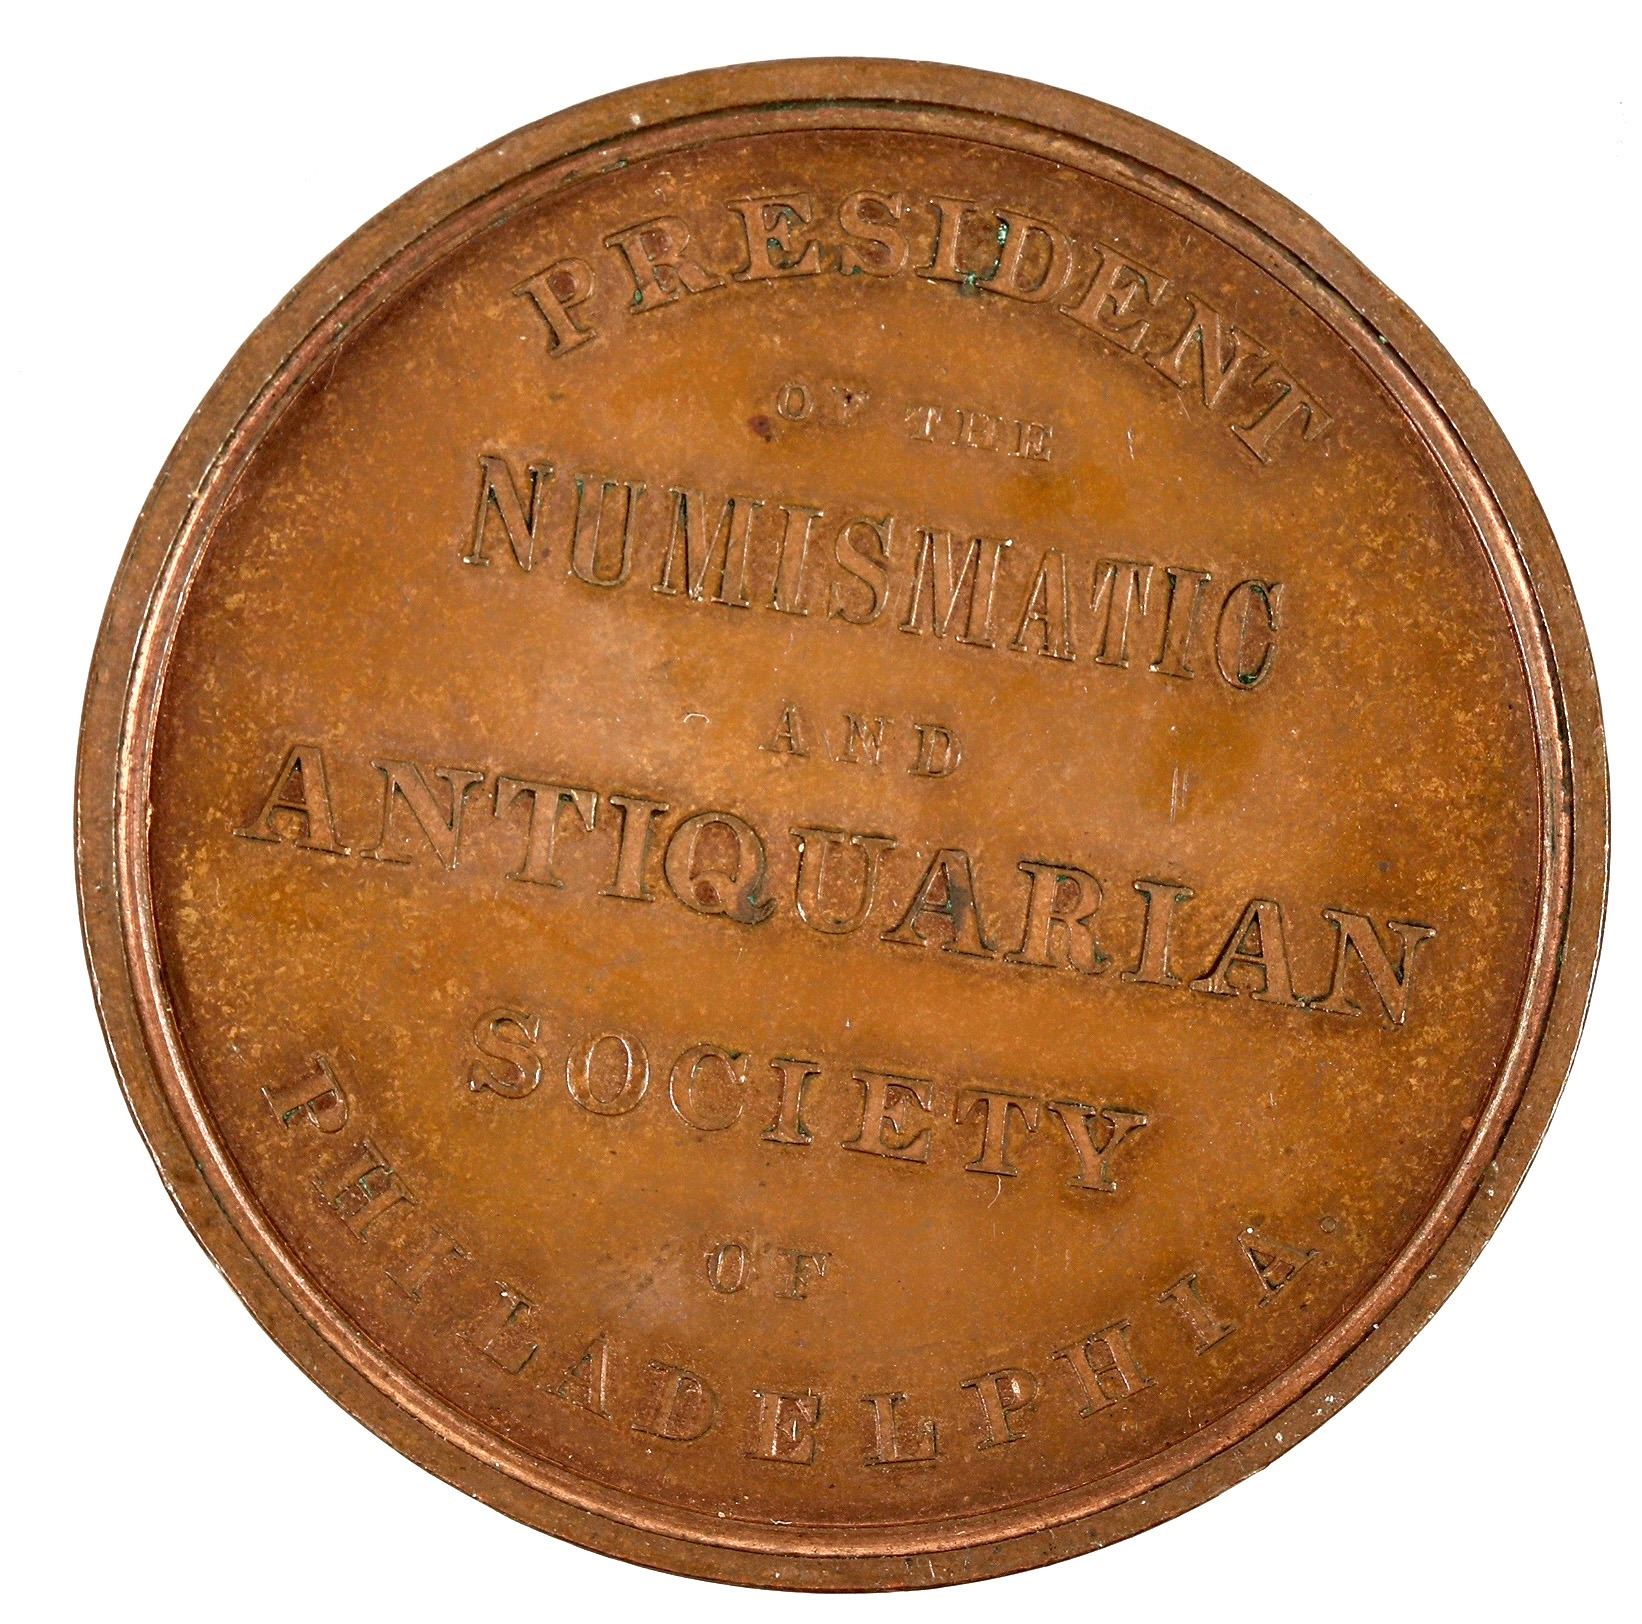 PRESIDENT
OF THE
NUMISMATIC
AND
ANTIQUARIAN
SOCIETY
OF
PHILADELPHIA.